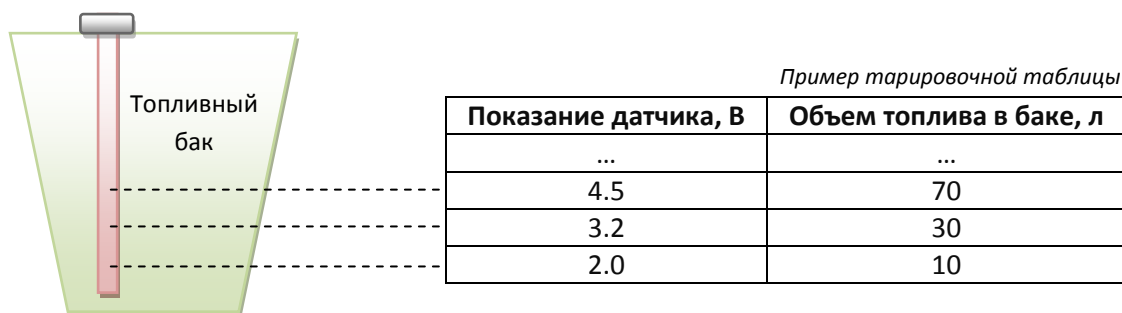 Пример тарировочной таблицы
Топливный
бак
Показание датчика, В Объем топлива в баке, л
... ...
4.5 70
3.2 30
2.0 10